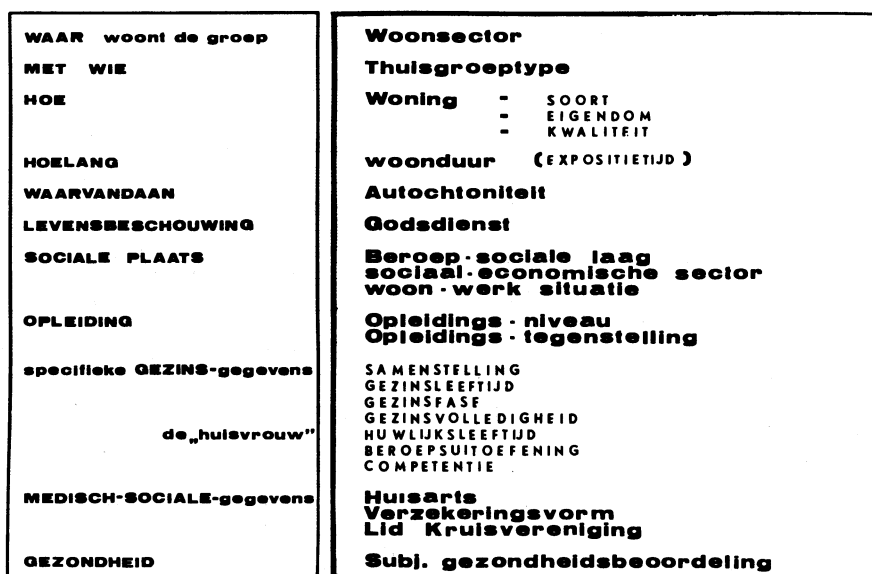 WAAR woont de groep Woonsector
MET WIE Thuisgroeptype
HOE Woning - SOORT
- EIGENDOM
- KWALITEIT
HOELANG woonduur (EXPOSITIETIJD)
WAARVANDAAN Autochtoniteit
LEVENSBESCHOUWING Godsdienst
SOCIALE PLAATS Beroep - sociale laag
sociaal - economische sector
woon - werk situatie
OPLEIDING Opleidings - niveau
Opleidings - tegenstelling
specifieke GEZINS-gegevens SAMENSTELLING
GEZINSLEEFTIJD
GEZINSFASE
GEZINSVOLLEDIGHEID
de „huisvrouw” HUWLIJKSLEEFTIJD
BEROEPSUITOEFENING
COMPETENTIE
MEDISCH-SOCIALE-gegevens Huisarts
Verzekeringsvorm
Lid Kruisvereniging
GEZONDHEID Subj. gezondheidsbeoordeling